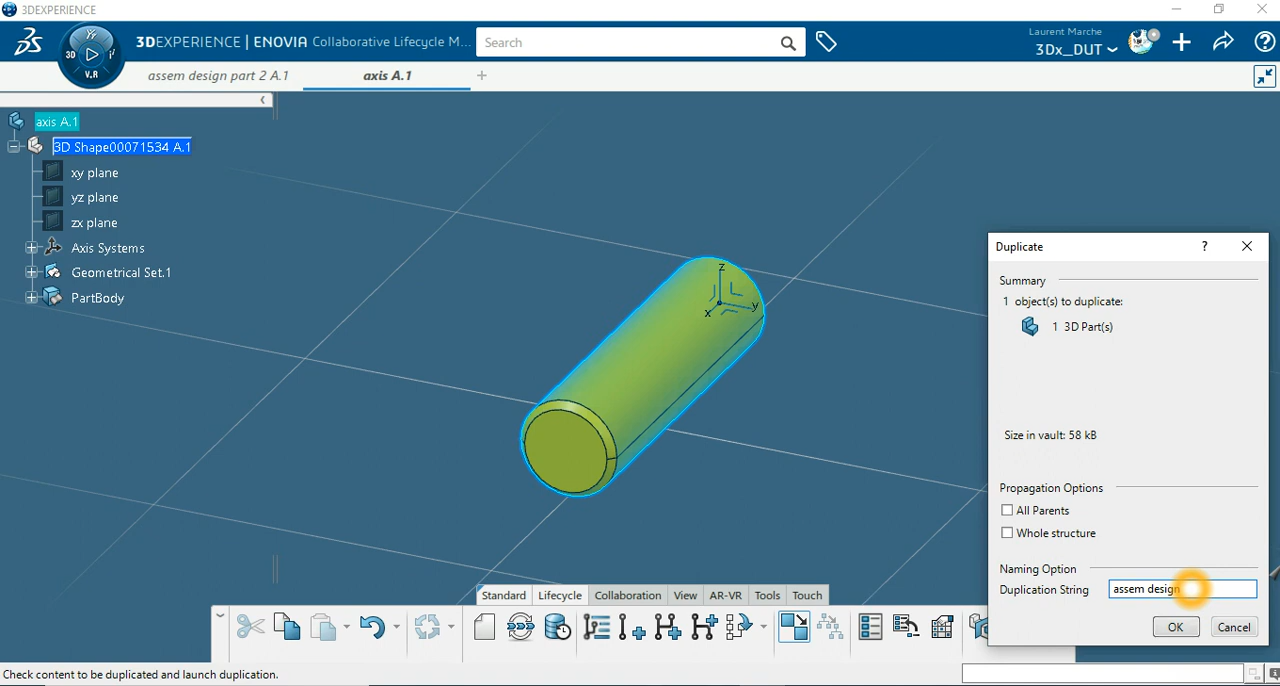 3DEXPERIENCE
3DEXPERIENCE | ENOVIA Collaborative Lifecycle M...
Search
Laurent Marche
3Dx_DUT
3D
V.R
assem design part 2 A.1
axis A.1
+
axis A.1
3D Shape00071534 A.1
xy plane
yz plane
zx plane
Axis Systems
Geometrical Set.1
PartBody
z
y
x
Duplicate
?
Summary
1 object(s) to duplicate:
1 3D Part(s)
Size in vault: 58 kB
Propagation Options
All Parents
Whole structure
Naming Option
Duplication String
assem design
OK
Cancel
Standard
Lifecycle
Collaboration
View
AR-VR
Tools
Touch
Check content to be duplicated and launch duplication.